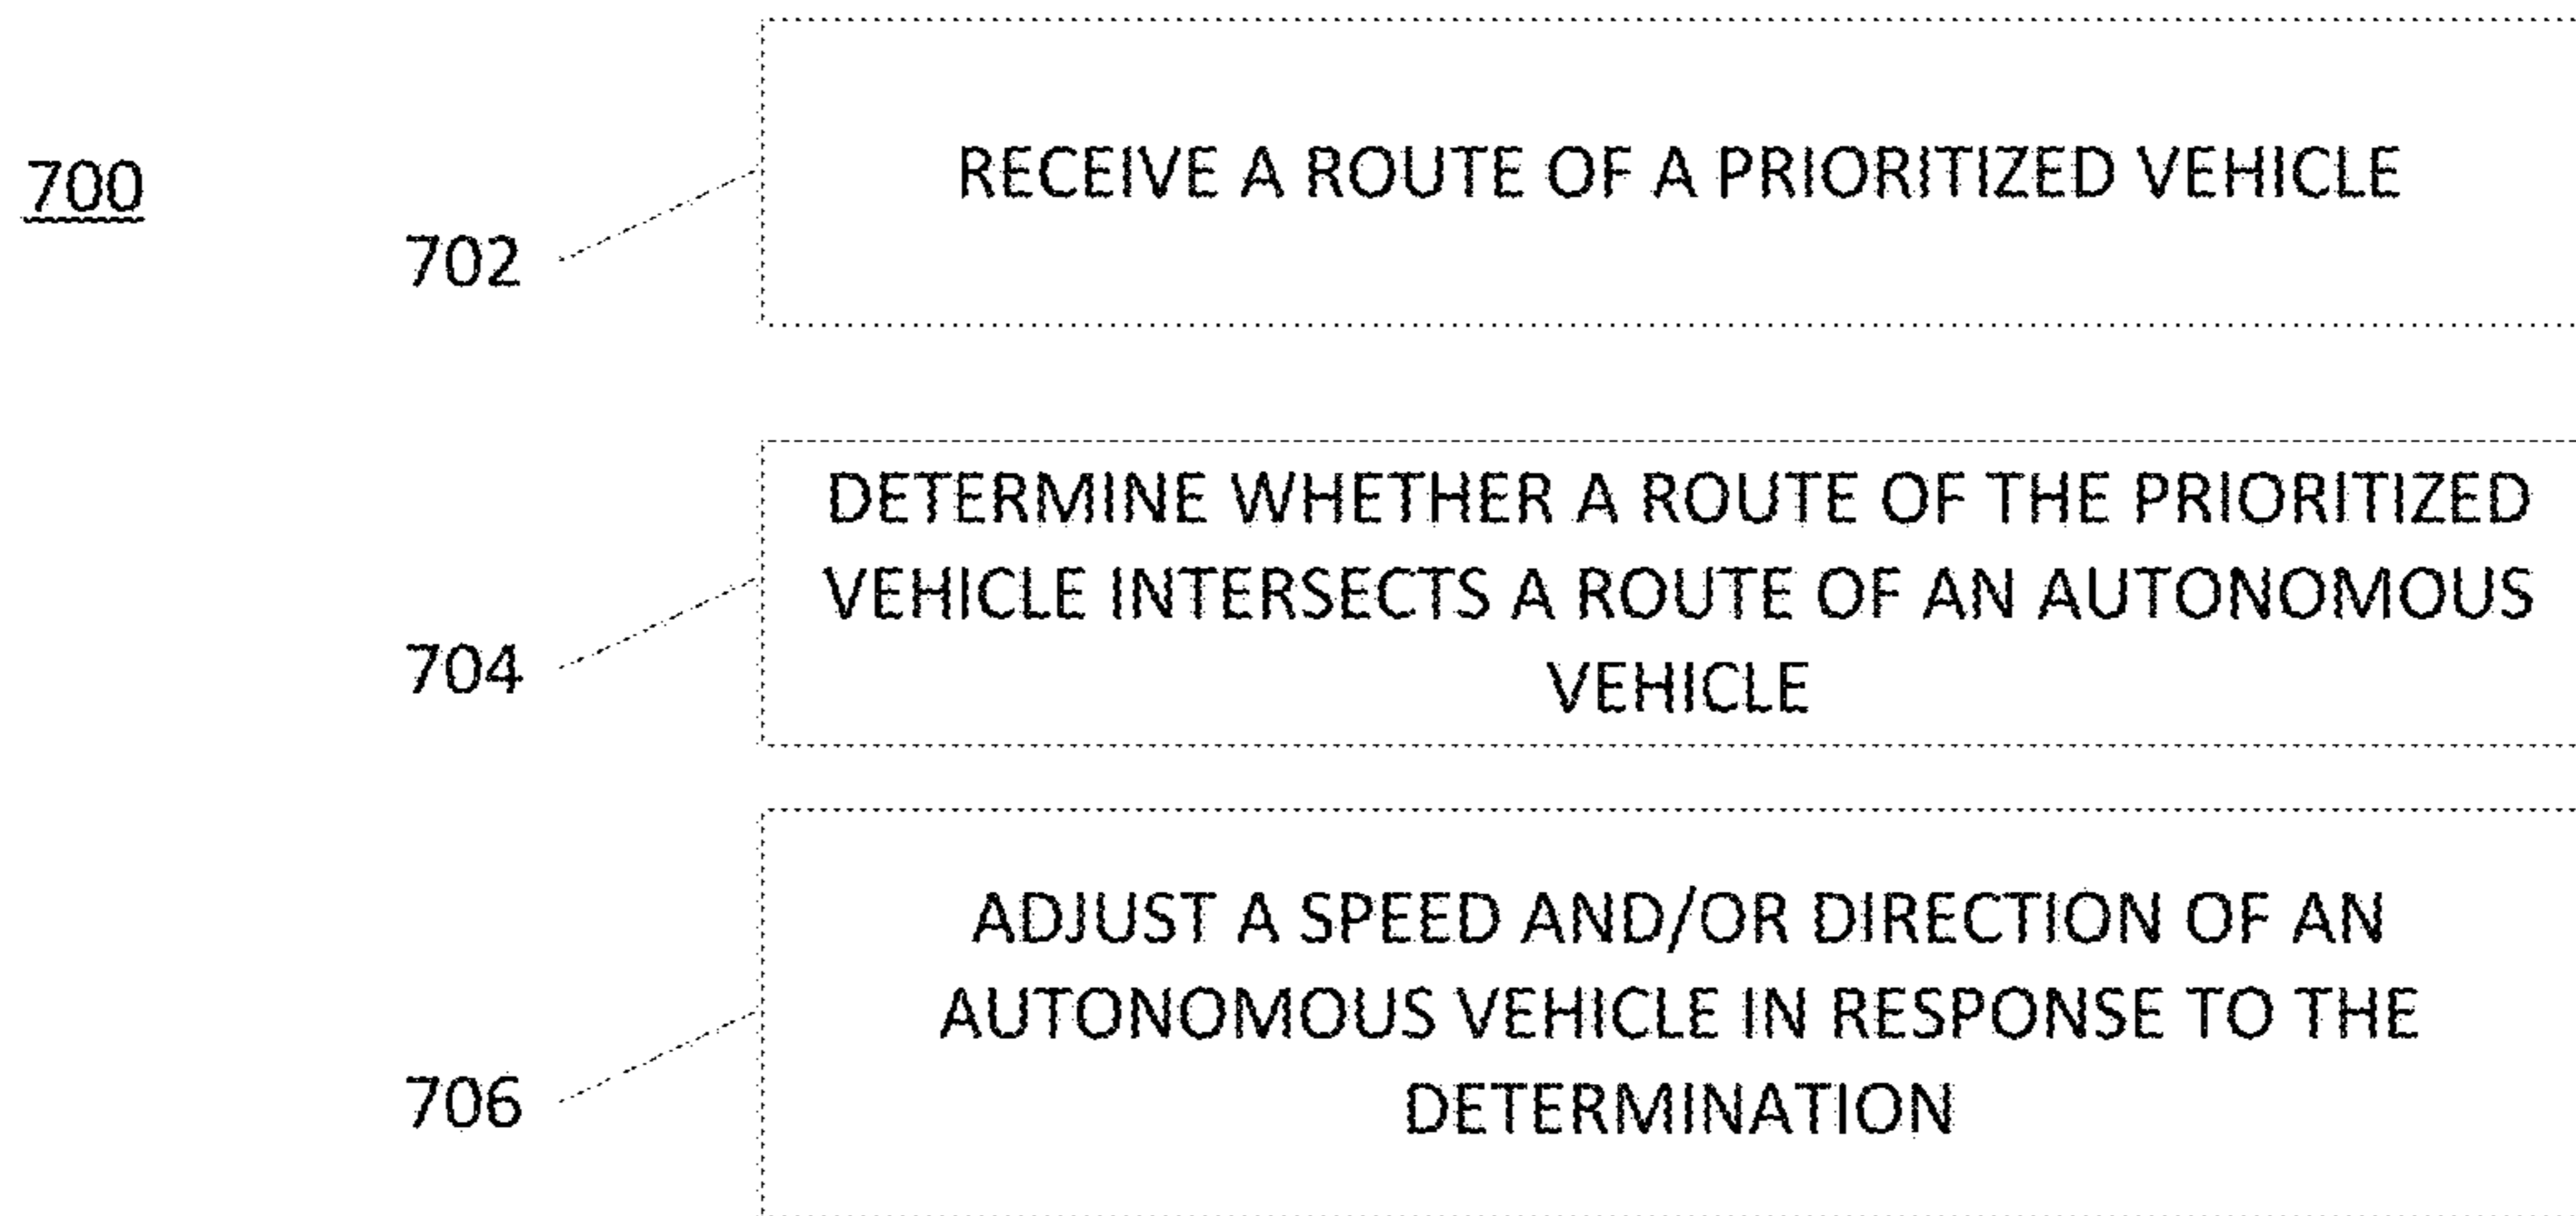 700
702
RECEIVE A ROUTE OF A PRIORITIZED VEHICLE
704
DETERMINE WHETHER A ROUTE OF THE PRIORITIZED
VEHICLE INTERSECTS A ROUTE OF AN AUTONOMOUS
VEHICLE
706
ADJUST A SPEED AND/OR DIRECTION OF AN
AUTONOMOUS VEHICLE IN RESPONSE TO THE
DETERMINATION